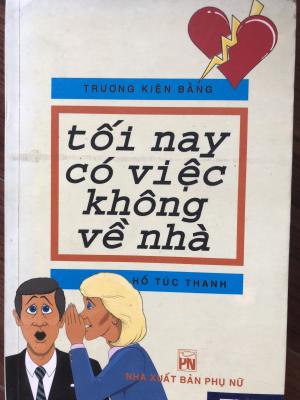 TRƯƠNG KIỆN BẰNG
tối nay
có việc
không
về nhà
HỒ TÚC THANH
PN
NHÀ XUẤT BẢN PHỤ NỮ